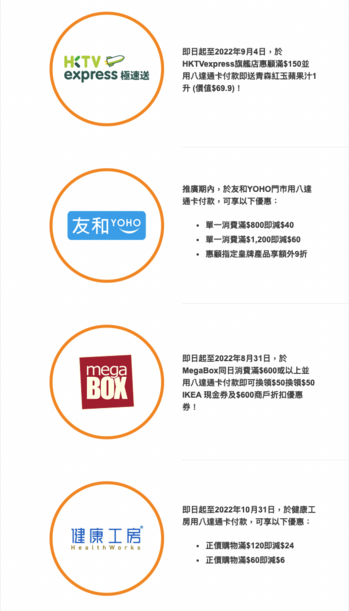 HKTV
express 極速送
即日起至2022年9月4日，於
HKTVexpress旗艦店惠顧滿$150並
用八達通卡付款即送青森紅玉蘋果汁1
升 (價值$69.9)！
友和 YOHO
推廣期內，於友和YOHO門市用八達
通卡付款，可享以下優惠：
• 單一消費滿$800即減$40
• 單一消費滿$1,200即減$60
• 惠顧指定皇牌產品享額外9折
mega
BOX
即日起至2022年8月31日，於
MegaBox同日消費滿$600或以上並
用八達通卡付款即可換領$50換領$50
IKEA 現金券及$600商戶折扣優惠
券！
健康工房
HealthWorks
即日起至2022年10月31日，於健康工
房用八達通卡付款，可享以下優惠：
• 正價購物滿$120即減$24
• 正價購物滿$60即減$6